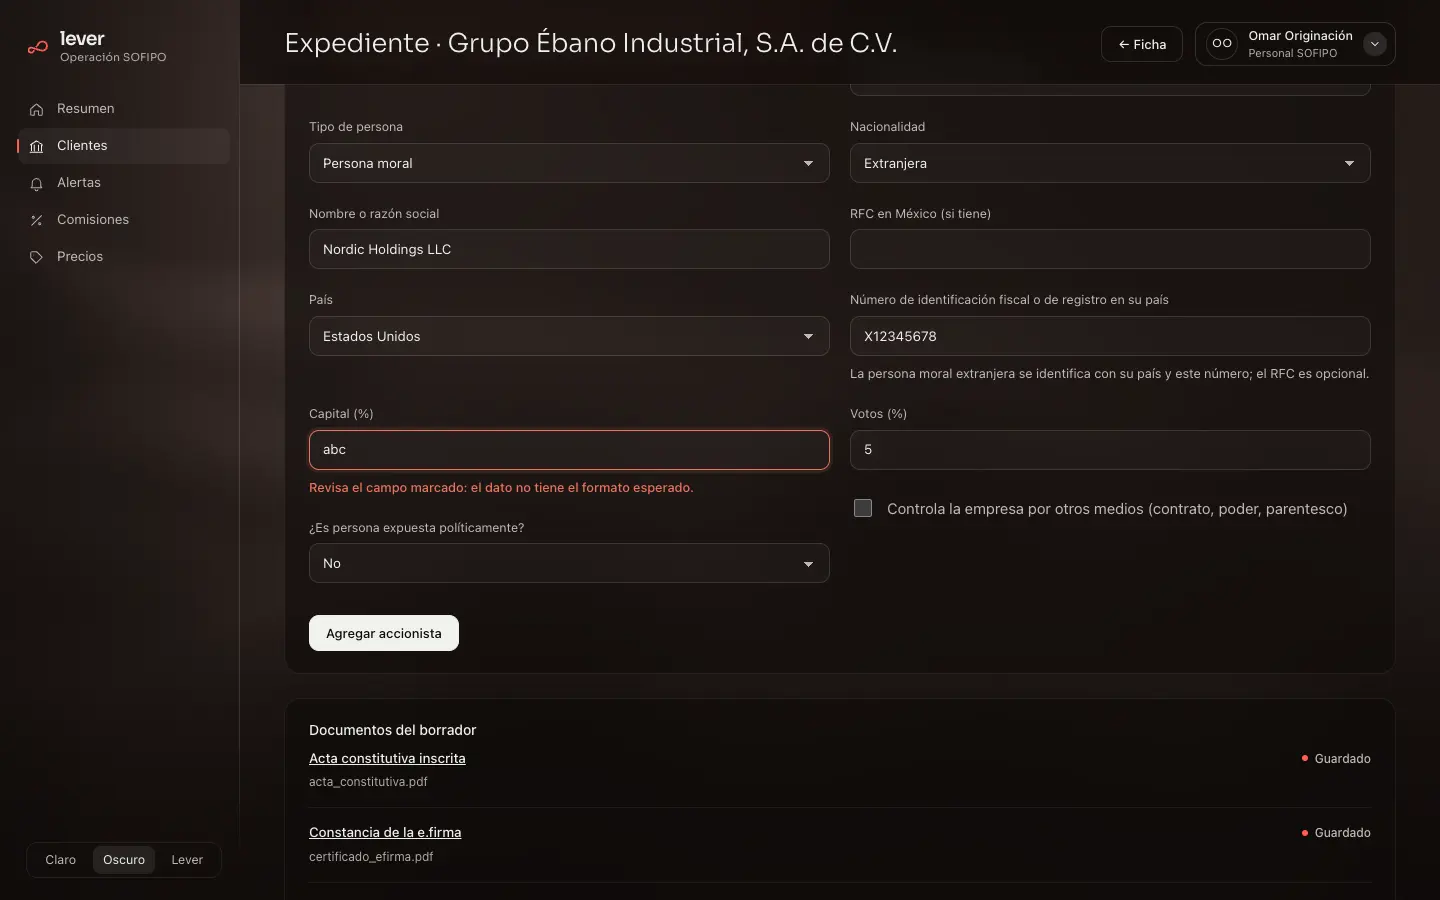 lever
Operación SOFIPO
Resumen
Clientes
Alertas
Comisiones
Precios
Claro
Oscuro
Lever
Expediente · Grupo Ébano Industrial, S.A. de C.V.
← Ficha
OO
Omar Originación
Personal SOFIPO
Tipo de persona
Persona moral
Nacionalidad
Extranjera
Nombre o razón social
Nordic Holdings LLC
RFC en México (si tiene)
País
Estados Unidos
Número de identificación fiscal o de registro en su país
X12345678
La persona moral extranjera se identifica con su país y este número; el RFC es opcional.
Capital (%)
abc
Revisa el campo marcado: el dato no tiene el formato esperado.
Votos (%)
5
Controla la empresa por otros medios (contrato, poder, parentesco)
¿Es persona expuesta políticamente?
No
Agregar accionista
Documentos del borrador
Acta constitutiva inscrita
acta_constitutiva.pdf
Guardado
Constancia de la e.firma
certificado_efirma.pdf
Guardado